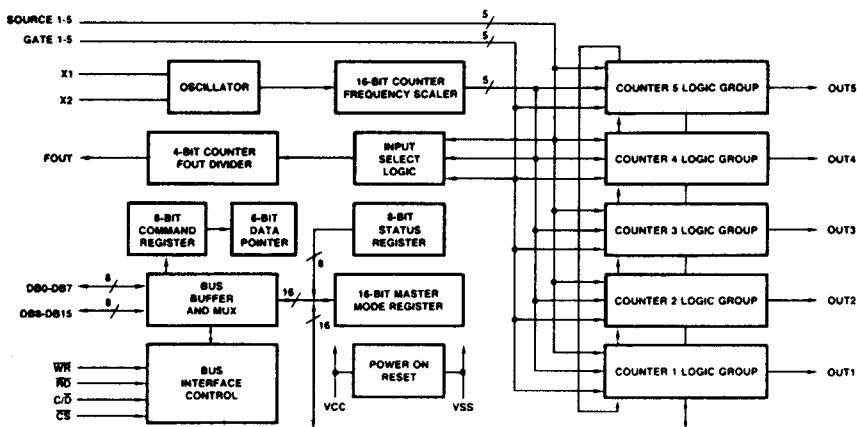 SOURCE 1-5
5
GATE 1-5
5
X1
X2
OSCILLATOR
16-BIT COUNTER
FREQUENCY SCALER
5
COUNTER 5 LOGIC GROUP
OUT5
FOUT
4-BIT COUNTER
FOUT DIVIDER
INPUT
SELECT
LOGIC
COUNTER 4 LOGIC GROUP
OUT4
8-BIT
COMMAND
REGISTER
6-BIT
DATA
POINTER
8-BIT
STATUS
REGISTER
COUNTER 3 LOGIC GROUP
OUT3
8
DB0-DB7
8
DB8-DB15
8
BUS
BUFFER
AND MUX
16
16-BIT MASTER
MODE REGISTER
16
COUNTER 2 LOGIC GROUP
OUT2
WR
RD
C/D
CS
BUS
INTERFACE
CONTROL
POWER ON
RESET
VCC
VSS
COUNTER 1 LOGIC GROUP
OUT1